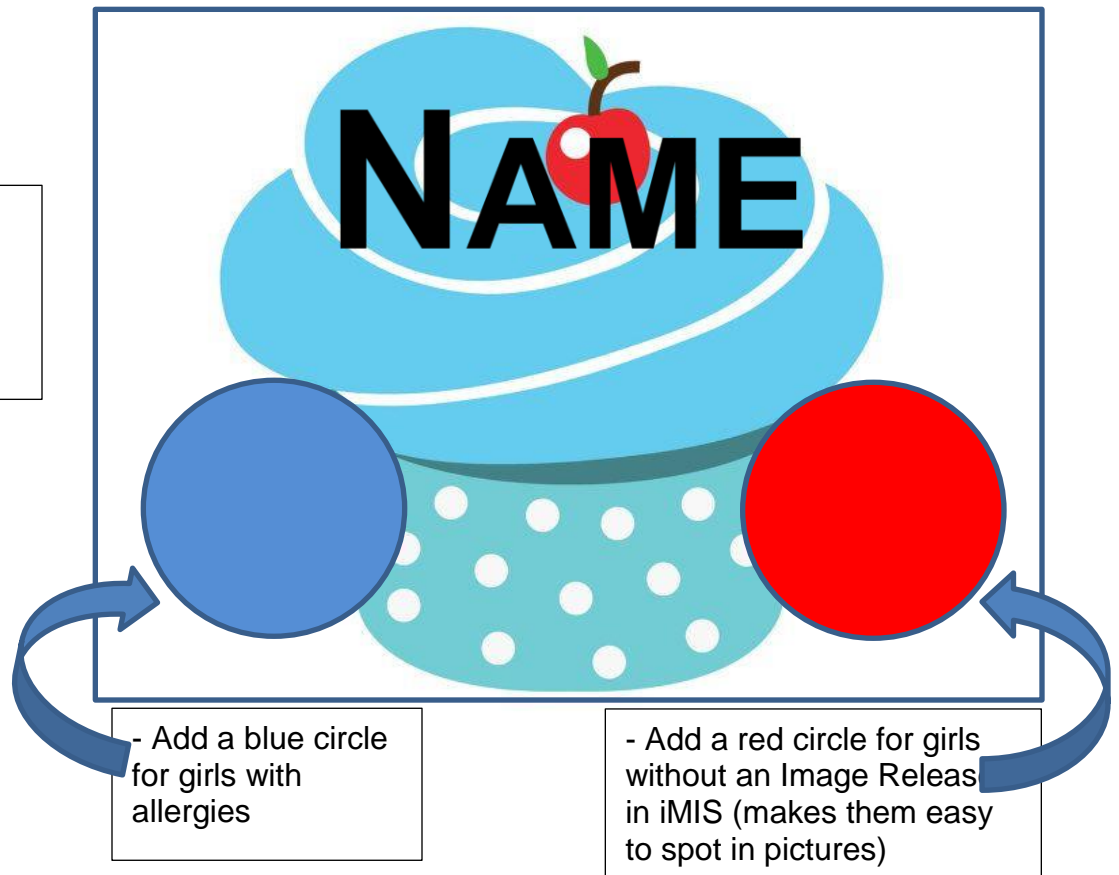 NAME
- Add a blue circle
for girls with
allergies
- Add a red circle for girls
without an Image Release
in iMIS (makes them easy
to spot in pictures)